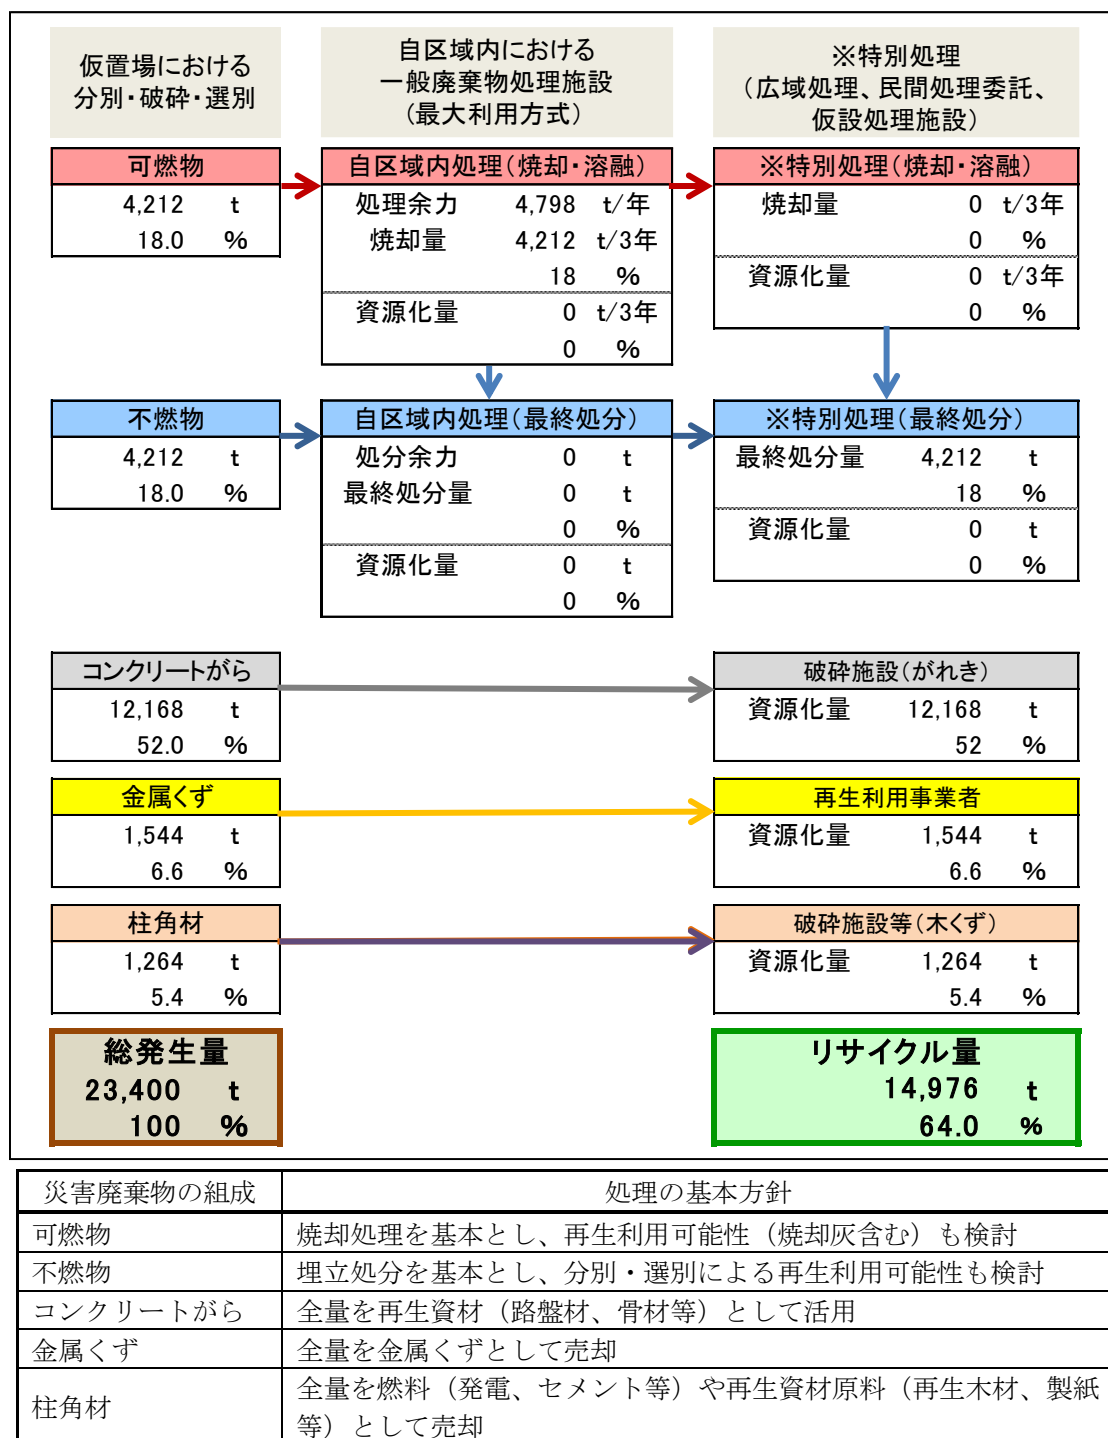 仮置場における
分別・破砕・選別
自区域内における
一般廃棄物処理施設
(最大利用方式)
※特別処理
(広域処理、民間処理委託、
仮設処理施設)
可燃物
4,212 t
18.0 %
自区域内処理(焼却・溶融)
処理余力 4,798 t/年
焼却量 4,212 t/3年
18 %
資源化量 0 t/3年
0 %
※特別処理(焼却・溶融)
焼却量 0 t/3年
0 %
資源化量 0 t/3年
0 %
不燃物
4,212 t
18.0 %
自区域内処理(最終処分)
処分余力 0 t
最終処分量 0 t
0 %
資源化量 0 t
0 %
※特別処理(最終処分)
最終処分量 4,212 t
18 %
資源化量 0 t
0 %
コンクリートがら
12,168 t
52.0 %
破砕施設(がれき)
資源化量 12,168 t
52 %
金属くず
1,544 t
6.6 %
再生利用事業者
資源化量 1,544 t
6.6 %
柱角材
1,264 t
5.4 %
破砕施設等(木くず)
資源化量 1,264 t
5.4 %
総発生量
23,400 t
100 %
リサイクル量
14,976 t
64.0 %
災害廃棄物の組成 処理の基本方針
可燃物 焼却処理を基本とし、再生利用可能性（焼却灰含む）も検討
不燃物 埋立処分を基本とし、分別・選別による再生利用可能性も検討
コンクリートがら 全量を再生資材（路盤材、骨材等）として活用
金属くず 全量を金属くずとして売却
柱角材 全量を燃料（発電、セメント等）や再生資材原料（再生木材、製紙
等）として売却